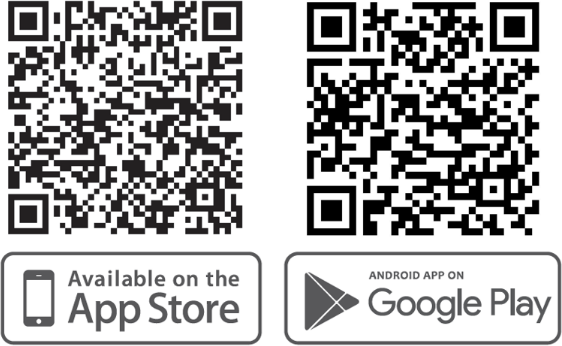 Available on the
App Store
ANDROID APP ON
Google Play